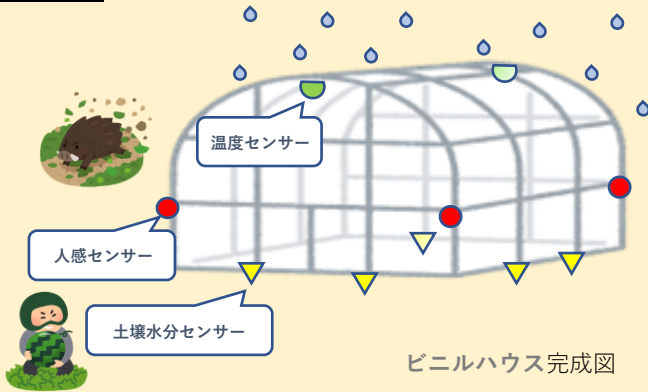 温度センサー
人感センサー
土壌水分センサー
ビニルハウス完成図